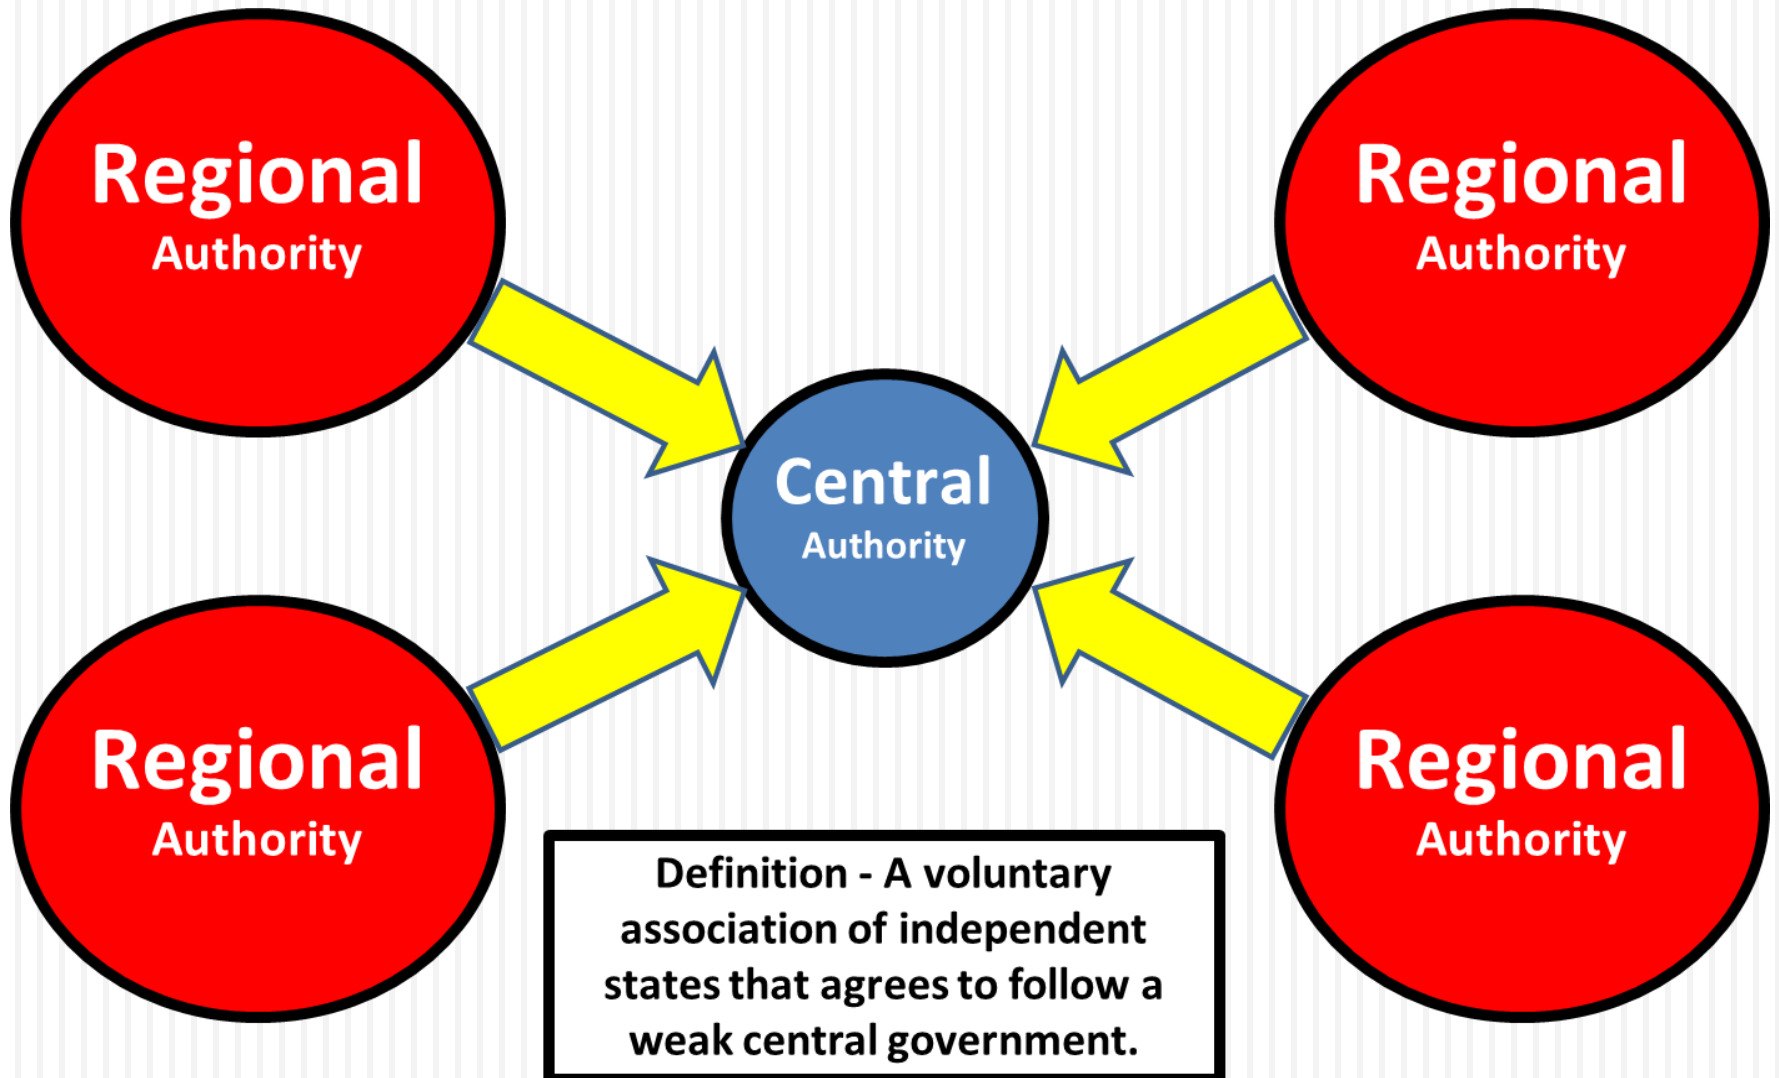 Regional
Authority
Regional
Authority
Central
Authority
Regional
Authority
Regional
Authority
Definition - A voluntary
association of independent
states that agrees to follow a
weak central government.